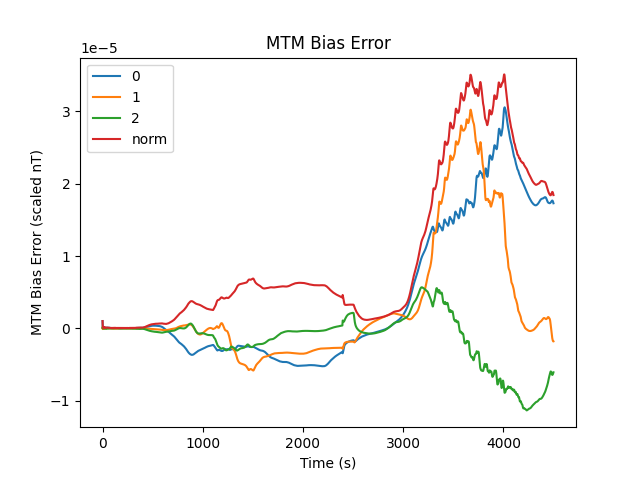 MTM Bias Error
1e−5
0
1
2
norm
3
2
1
0
−1
MTM Bias Error (scaled nT)
0
1000
2000
3000
4000
Time (s)